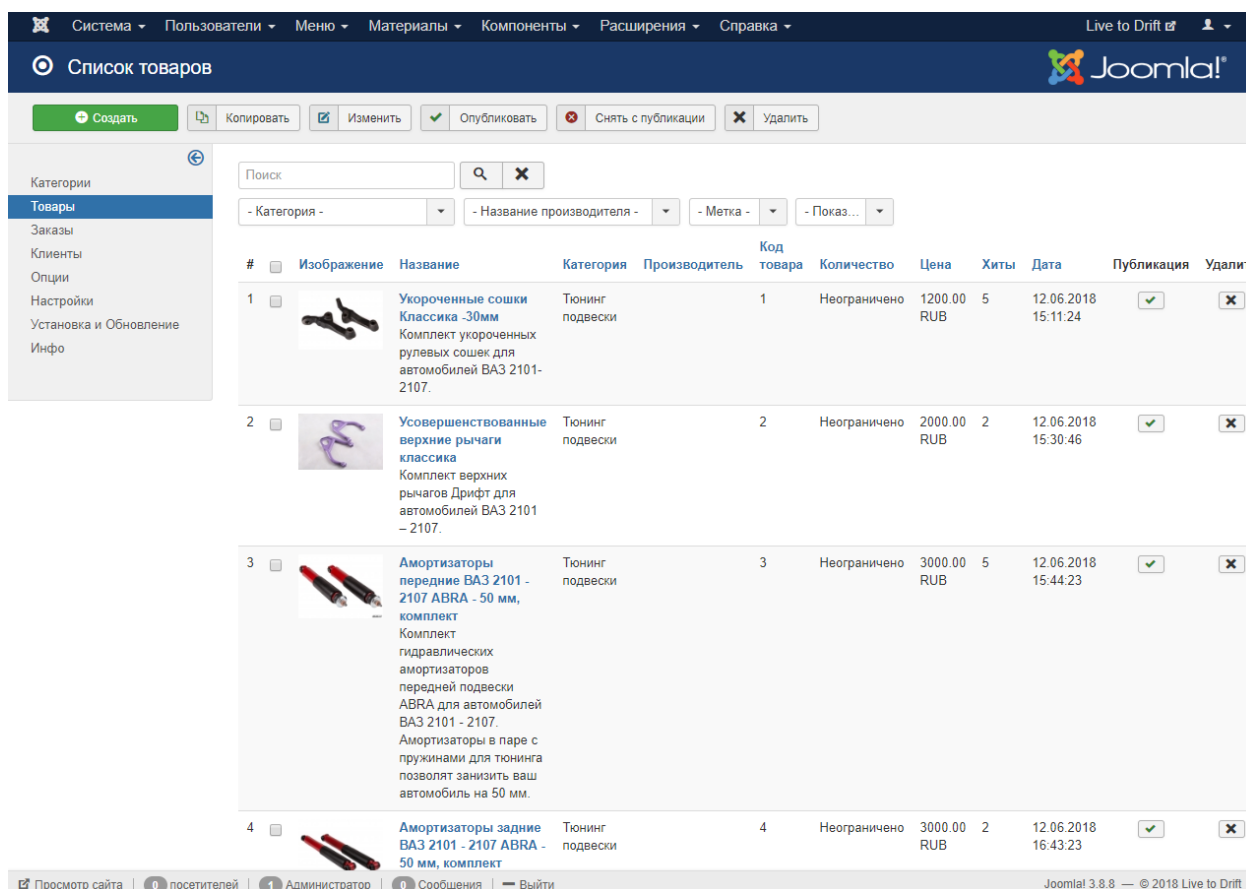 Система Пользователи Меню Материалы Компоненты Расширения Справка Live to Drift
Список товаров Joomla!®
Создать Копировать Изменить Опубликовать Снять с публикации Удалить
Категории
Товары
Заказы
Клиенты
Опции
Настройки
Установка и Обновление
Инфо
Поиск
- Категория - - Название производителя - - Метка - - Показ...
# Изображение Название Категория Производитель Код товара Количество Цена Хиты Дата Публикация Удалит
1 Укороченные сошки Тюнинг 1 Неограничено 1200.00 5 12.06.2018
Классика -30мм подвески RUB 15:11:24
Комплект укороченных
рулевых сошек для
автомобилей ВАЗ 2101-
2107.
2 Усовершенствованные Тюнинг 2 Неограничено 2000.00 2 12.06.2018
верхние рычаги подвески RUB 15:30:46
классика
Комплект верхних
рычагов Дрифт для
автомобилей ВАЗ 2101
– 2107.
3 Амортизаторы Тюнинг 3 Неограничено 3000.00 5 12.06.2018
передние ВАЗ 2101 - подвески RUB 15:44:23
2107 ABRA - 50 мм,
комплект
Комплект
гидравлических
амортизаторов
передней подвески
ABRA для автомобилей
ВАЗ 2101 - 2107.
Амортизаторы в паре с
пружинами для тюнинга
позволят занизить ваш
автомобиль на 50 мм.
4 Амортизаторы задние Тюнинг 4 Неограничено 3000.00 2 12.06.2018
ВАЗ 2101 - 2107 ABRA - подвески RUB 16:43:23
50 мм, комплект
Просмотр сайта 0 посетителей 1 Администратор 0 Сообщения Выйти Joomla! 3.8.8 — © 2018 Live to Drift